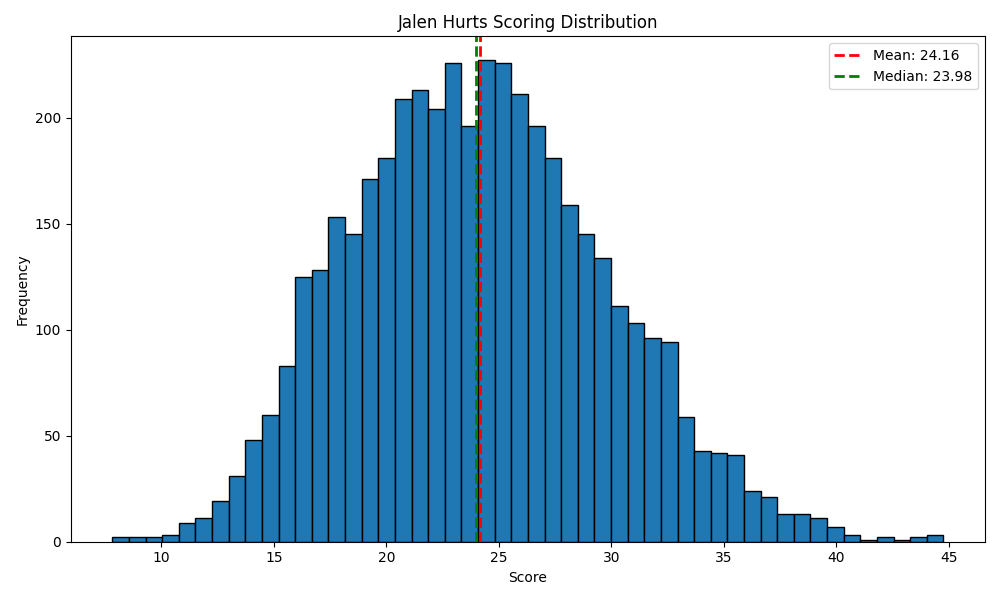 Jalen Hurts Scoring Distribution
Mean: 24.16
Median: 23.98
Frequency
200
150
100
50
0
10 15 20 25 30 35 40 45
Score